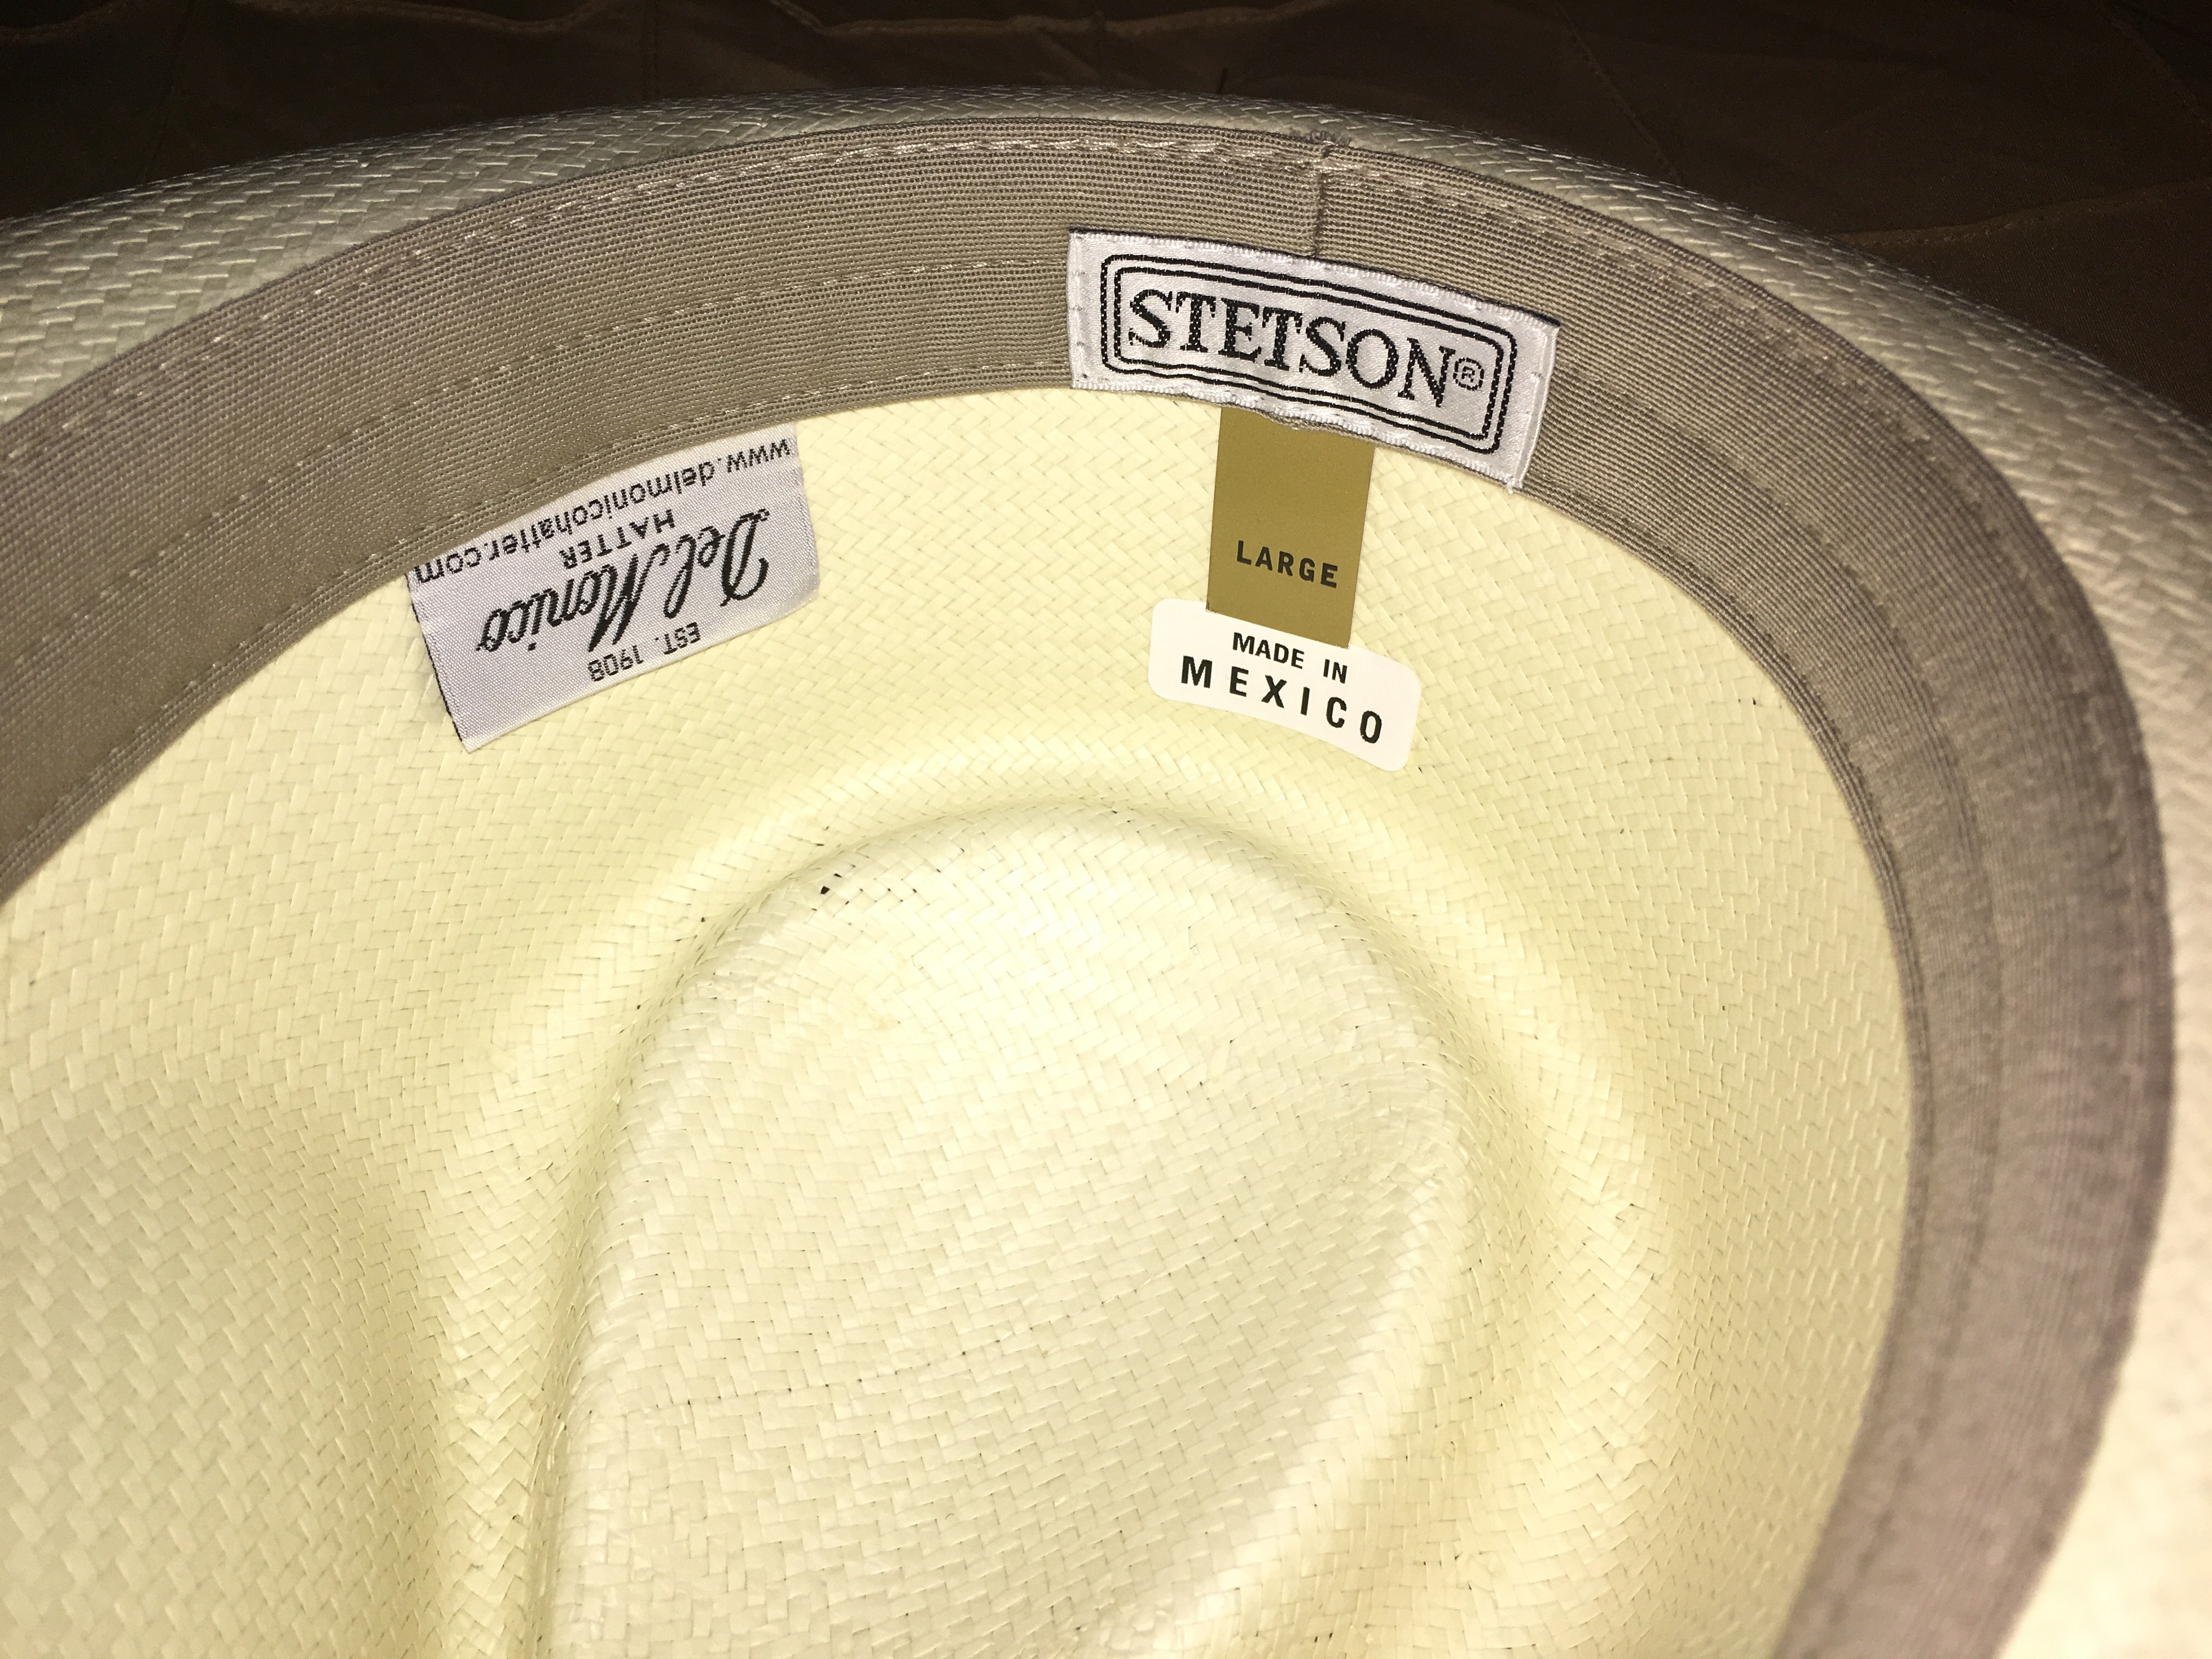 STETSON®
LARGE
MADE IN
MEXICO
EST. 1908
Del Monico
HATTER
www.delmonicohatter.com